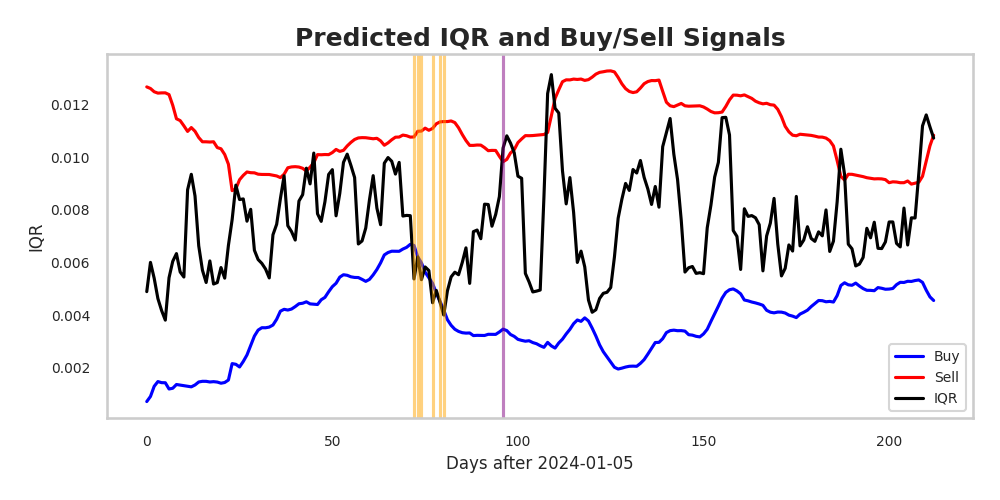 Predicted IQR and Buy/Sell Signals
IQR
0.012
0.010
0.008
0.006
0.004
0.002
0
50
100
150
200
Days after 2024-01-05
Buy
Sell
IQR